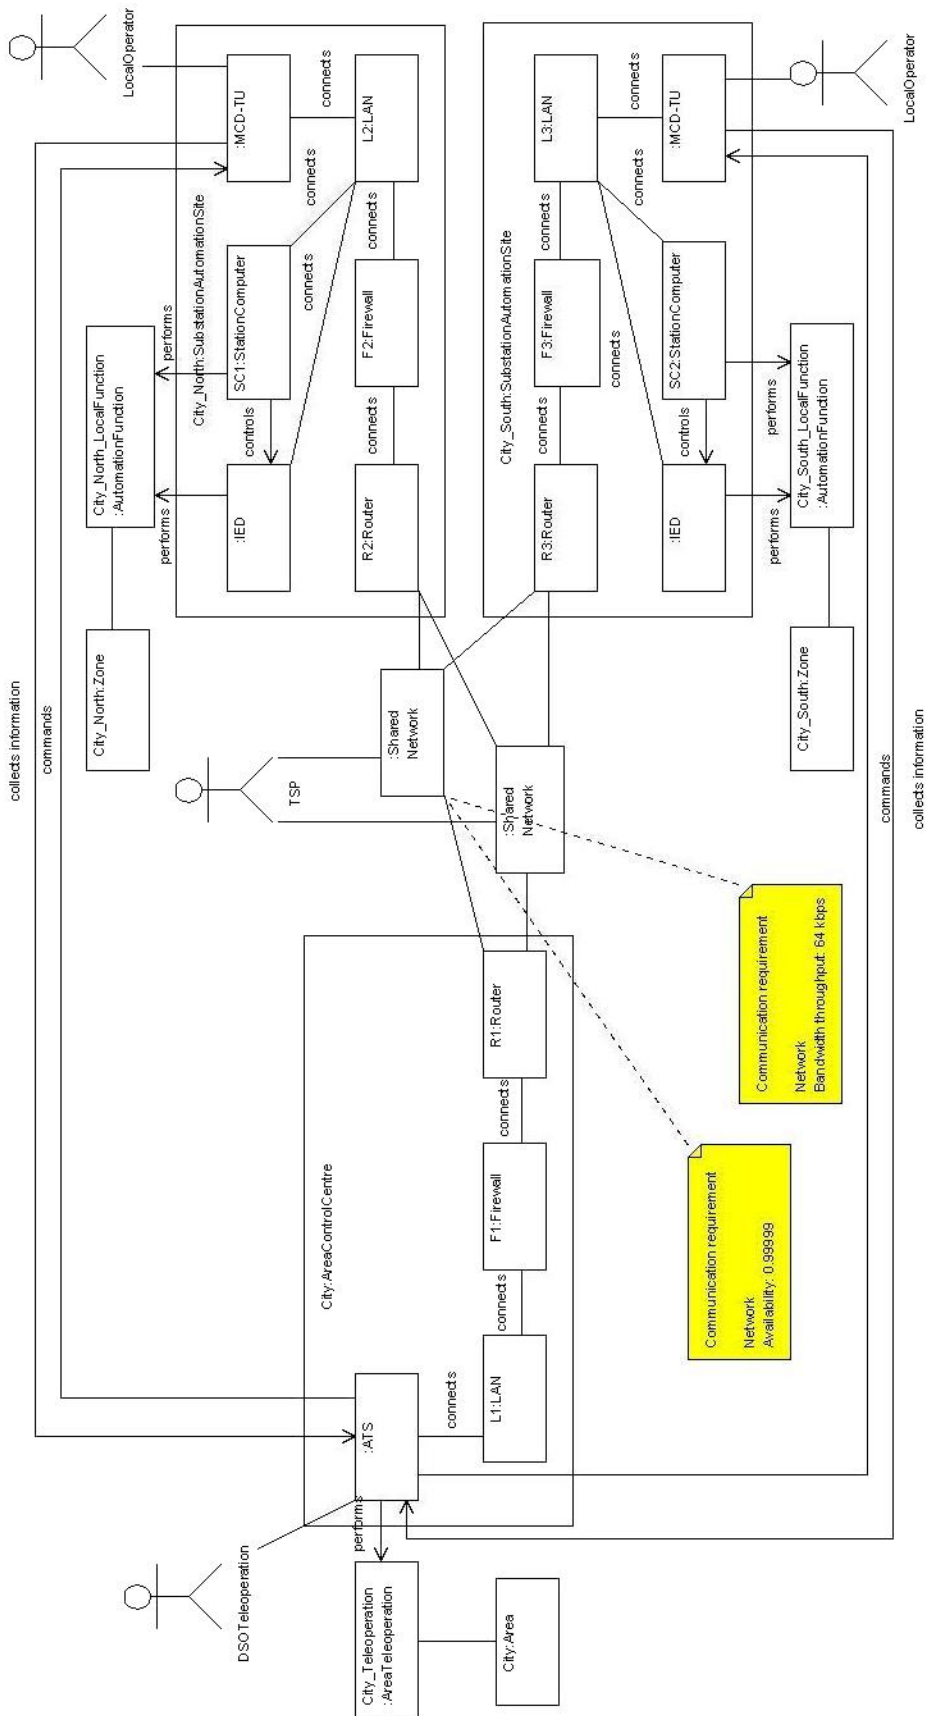 collects information
commands
LocalOperator
City_North:Zone
City_North_LocalFunction
:AutomationFunction
performs
performs
City_North:SubstationAutomationSite
:IED
controls
SC1:StationComputer
:MCD-TU
connects
connects
connects
R2:Router
connects
F2:Firewall
connects
L2:LAN
DSOTeleoperation
City_Teleoperation
:AreaTeleoperation
performs
City:Area
City:AreaControlCentre
:ATS
connects
L1:LAN
connects
F1:Firewall
connects
R1:Router
TSP
:Shared
Network
:Shared
Network
City_South:SubstationAutomationSite
R3:Router
connects
F3:Firewall
connects
L3:LAN
connects
connects
connects
:IED
controls
SC2:StationComputer
:MCD-TU
performs
performs
City_South:Zone
City_South_LocalFunction
:AutomationFunction
LocalOperator
Communication requirement
Network
Availability: 0.99999
Communication requirement
Network
Bandwidth throughput: 64 kbps
commands
collects information